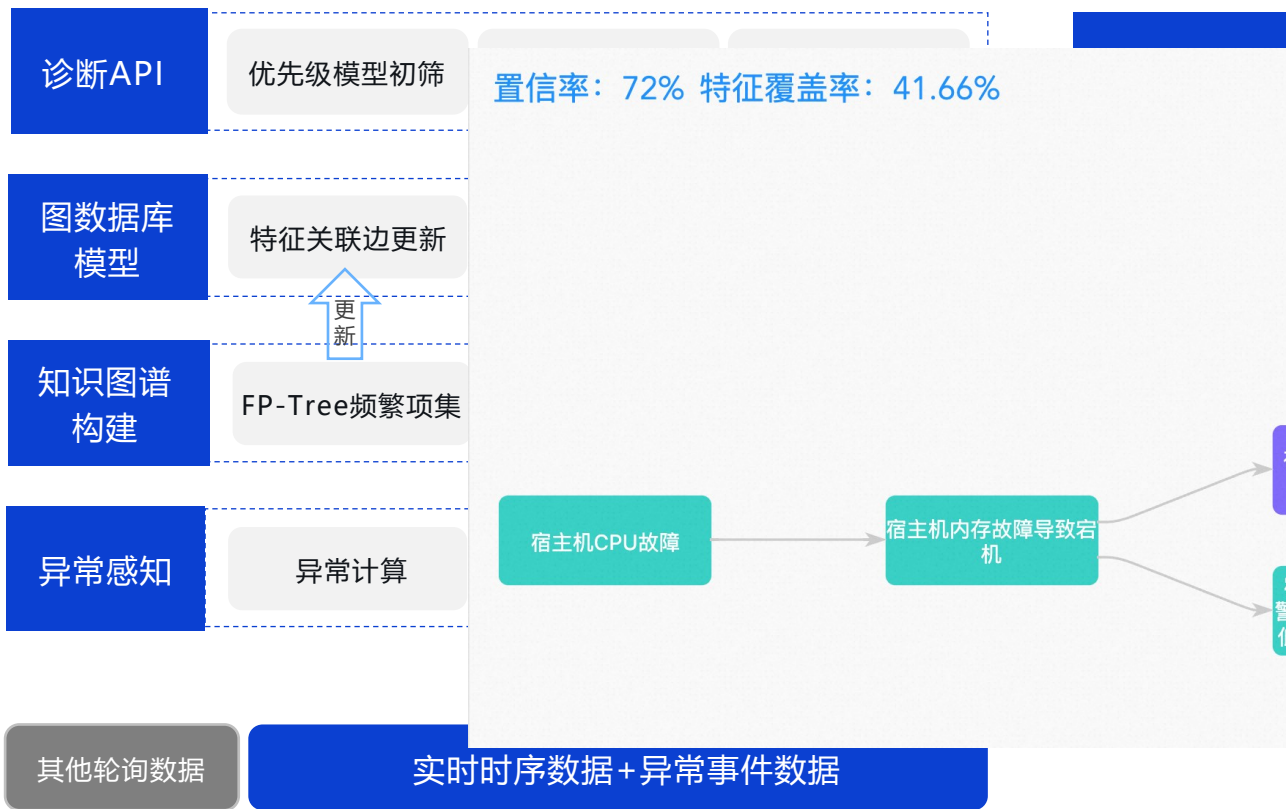 诊断API
优先级模型初筛
置信率：72% 特征覆盖率：41.66%
图数据库
模型
特征关联边更新
更
新
知识图谱
构建
FP-Tree频繁项集
宿主机CPU故障
宿主机内存故障导致宕
机
异常感知
异常计算
其他轮询数据
实时时序数据+异常事件数据